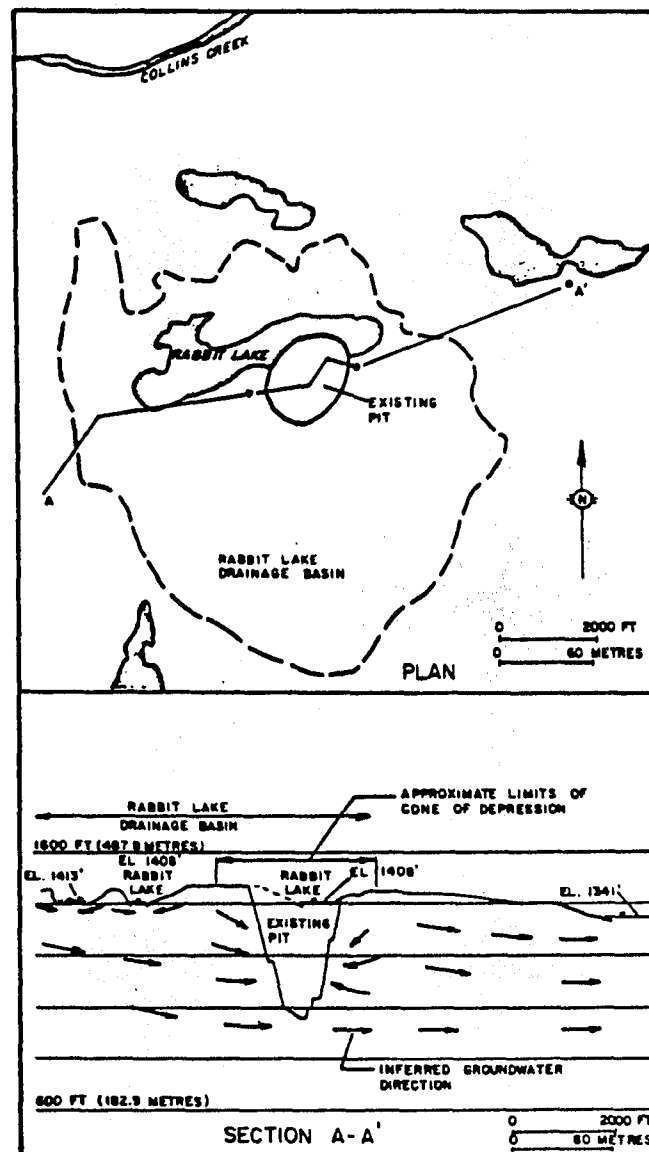 COLLINS CREEK
A'
RABBIT LAKE
EXISTING
PIT
A
N
RABBIT LAKE
DRAINAGE BASIN
0 2000 FT
0 60 METRES
PLAN
APPROXIMATE LIMITS OF
CONE OF DEPRESSION
RABBIT LAKE
DRAINAGE BASIN
1600 FT (487.9 METRES)
EL 1408'
EL. 1413'
RABBIT
LAKE
RABBIT
LAKE
EL 1408'
EL. 1341'
EXISTING
PIT
INFERRED GROUNDWATER
DIRECTION
600 FT (182.9 METRES)
SECTION A-A'
0 2000 FT
0 60 METRES